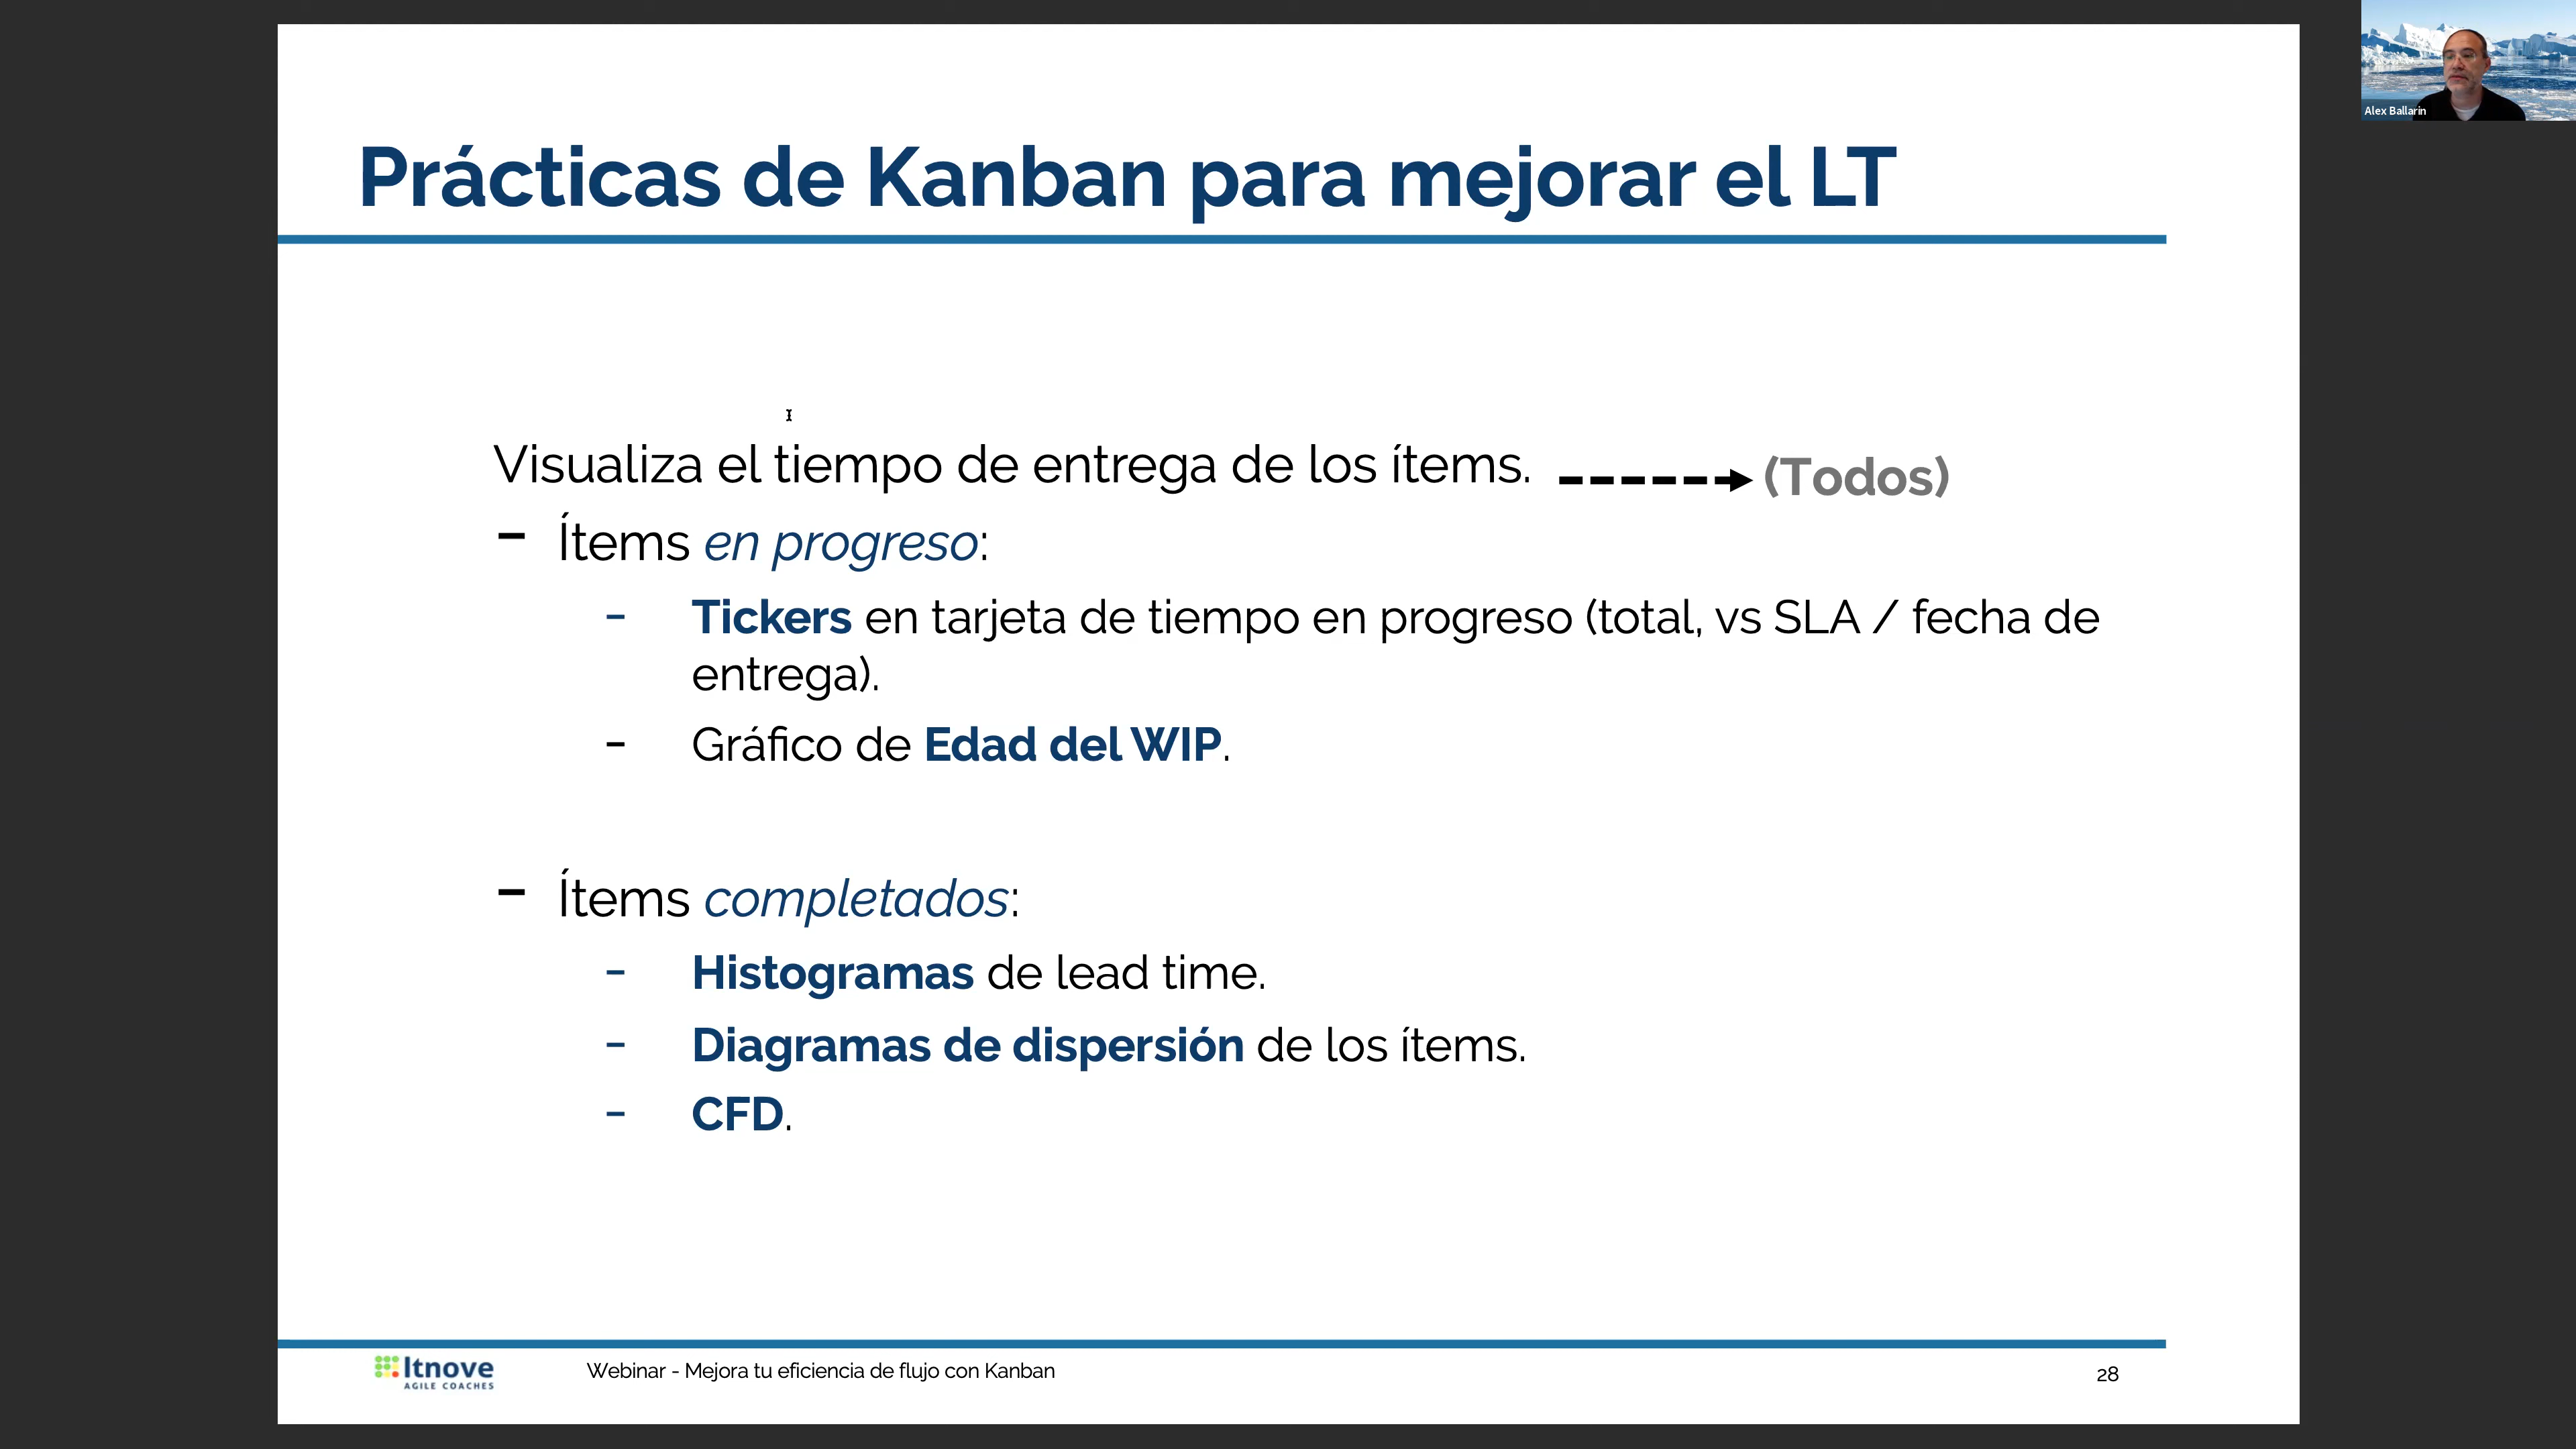 Alex Ballarin
Prácticas de Kanban para mejorar el LT
Visualiza el tiempo de entrega de los ítems.
(Todos)
- Ítems en progreso:
- Tickers en tarjeta de tiempo en progreso (total, vs SLA / fecha de
entrega).
- Gráfico de Edad del WIP.
- Ítems completados:
- Histogramas de lead time.
- Diagramas de dispersión de los ítems.
- CFD.
Itnove
AGILE COACHES
Webinar - Mejora tu eficiencia de flujo con Kanban
28